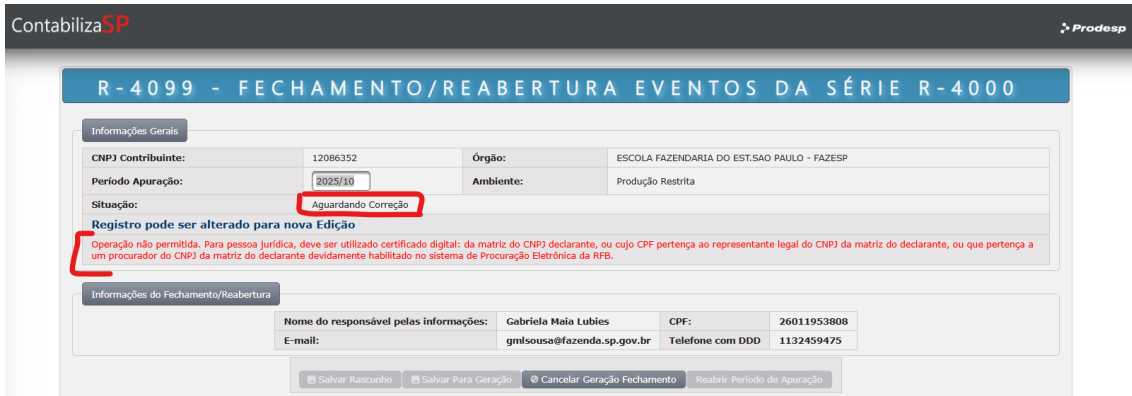 ContabilizaSP
Prodesp
R-4099 - FECHAMENTO/REABERTURA EVENTOS DA SÉRIE R-4000
Informações Gerais
CNPJ Contribuinte: 12086352 Órgão: ESCOLA FAZENDARIA DO EST.SAO PAULO - FAZESP
Período Apuração: 2025/10 Ambiente: Produção Restrita
Situação: Aguardando Correção
Registro pode ser alterado para nova Edição
Operação não permitida. Para pessoa jurídica, deve ser utilizado certificado digital: da matriz do CNPJ declarante, ou cujo CPF pertença ao representante legal do CNPJ da matriz do declarante, ou que pertença a
um procurador do CNPJ da matriz do declarante devidamente habilitado no sistema de Procuração Eletrônica da RFB.
Informações do Fechamento/Reabertura
Nome do responsável pelas informações: Gabriela Maia Lubies CPF: 26011953808
E-mail: gmlsousa@fazenda.sp.gov.br Telefone com DDD 1132459475
Salvar Rascunho Salvar Para Geração Cancelar Geração Fechamento Reabrir Período de Apuração